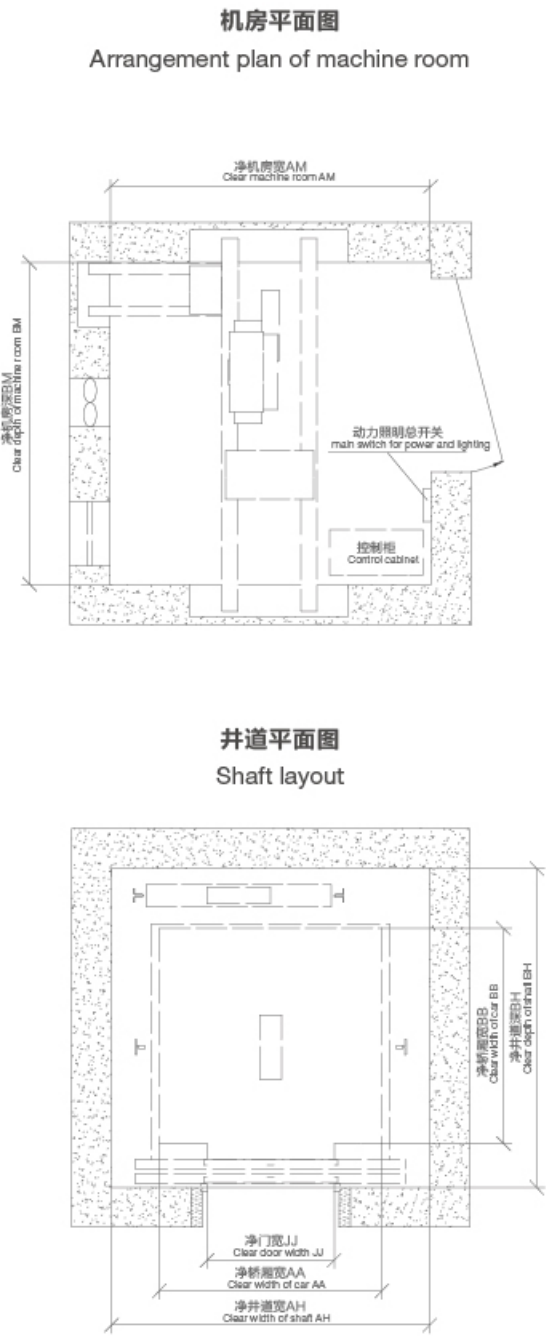 机房平面图
Arrangement plan of machine room
净机房宽AM
Clear machine room AM
净机房深BM
Clear depth of machine room BM
动力照明总开关
main switch for power and lighting
控制柜
Control cabinet
井道平面图
Shaft layout
净轿厢宽BB
Clear width of car BB
净井道深BH
Clear depth of shaft BH
净门宽JJ
Clear door width JJ
净轿厢宽AA
Clear width of car AA
净井道宽AH
Clear width of shaft AH